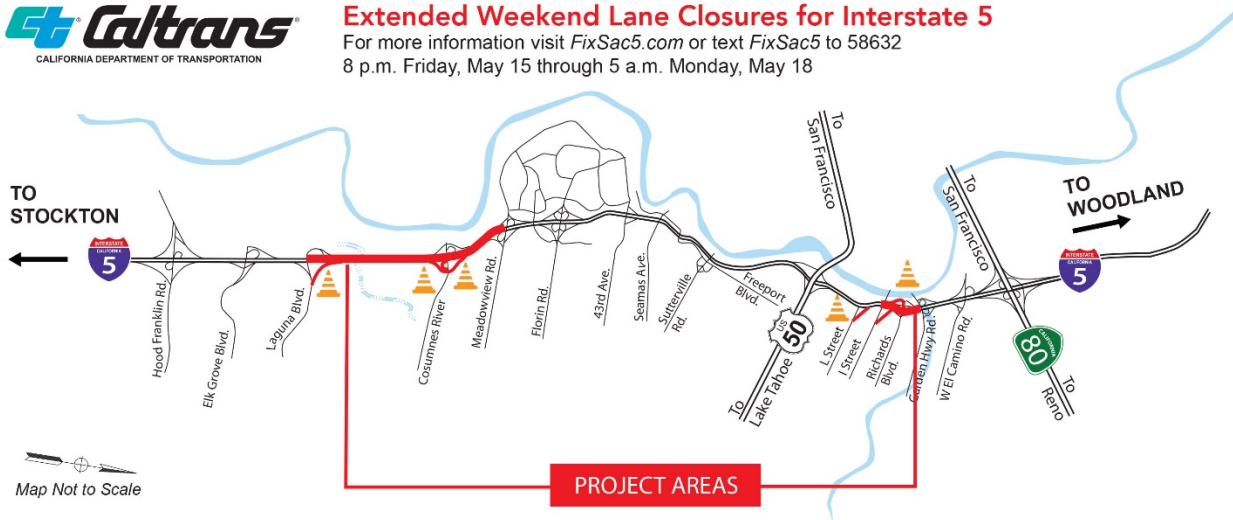 Caltrans
CALIFORNIA DEPARTMENT OF TRANSPORTATION
Extended Weekend Lane Closures for Interstate 5
For more information visit FixSac5.com or text FixSac5 to 58632
8 p.m. Friday, May 15 through 5 a.m. Monday, May 18
TO
STOCKTON
INTERSTATE
CALIFORNIA
5
Hood Franklin Rd.
Elk Grove Blvd.
Laguna Blvd.
Cosumnes River
Meadowview Rd.
Florin Rd.
43rd Ave.
Seamas Ave.
Sutterville
Rd.
Freeport
Blvd.
To
San Francisco
US
50
To
Lake Tahoe
L Street
I Street
Richards
Blvd.
Garden Hwy
W El Camino Rd.
To
San Francisco
CALIFORNIA
80
To
Reno
INTERSTATE
CALIFORNIA
5
TO
WOODLAND
Map Not to Scale
PROJECT AREAS